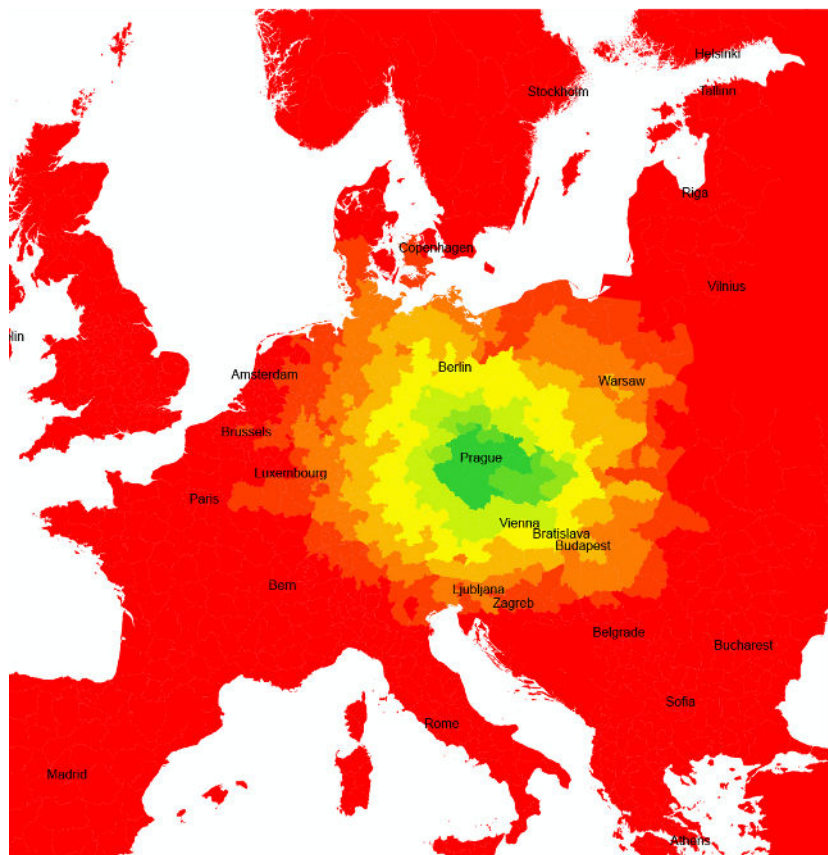 Helsinki
Stockholm
Tallinn
Riga
Copenhagen
Vilnius
lin
Berlin
Amsterdam
Warsaw
Brussels
Prague
Luxembourg
Paris
Vienna
Bratislava
Budapest
Bern
Ljubljana
Zagreb
Belgrade
Bucharest
Sofia
Rome
Madrid
Athens